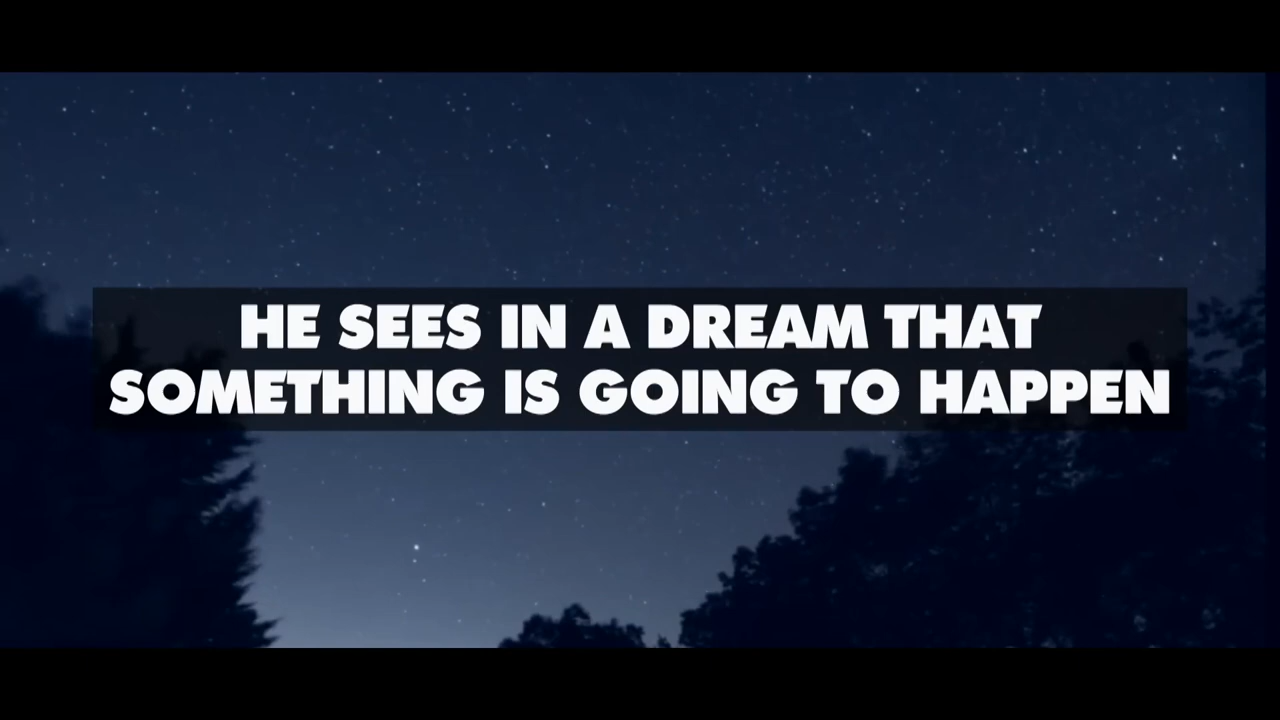 HE SEES IN A DREAM THAT
SOMETHING IS GOING TO HAPPEN